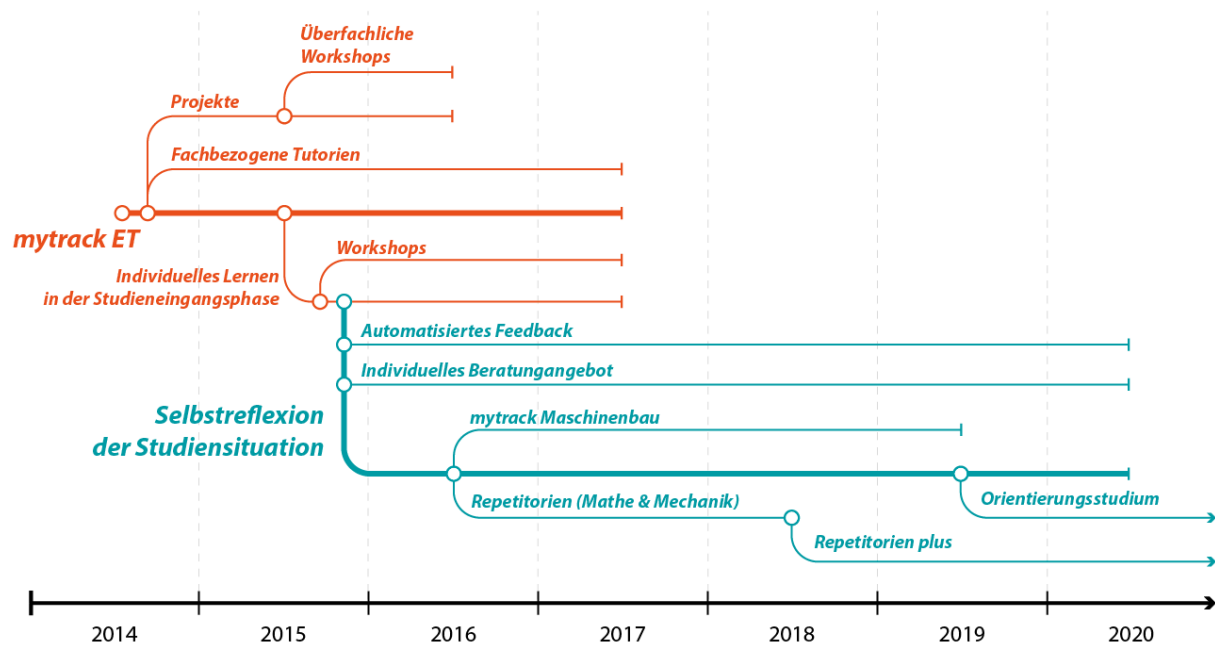 Überfachliche
Workshops
Projekte
Fachbezogene Tutorien
mytrack ET
Workshops
Individuelles Lernen
in der Studieneingangsphase
Automatisiertes Feedback
Individuelles Beratungangebot
Selbstreflexion
der Studiensituation
mytrack Maschinenbau
Repetitorien (Mathe & Mechanik)
Orientierungsstudium
Repetitorien plus
2014 2015 2016 2017 2018 2019 2020